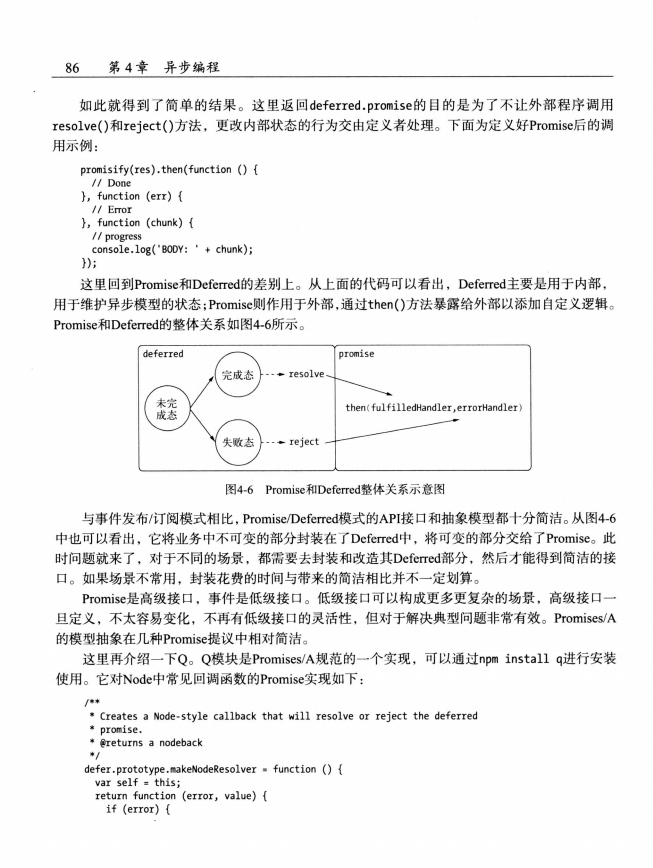 86 第4章 异步编程
如此就得到了简单的结果。这里返回deferred.promise的目的是为了不让外部程序调用
resolve()和reject()方法，更改内部状态的行为交由定义者处理。下面为定义好Promise后的调
用示例：
promisify(res).then(function () {
// Done
}, function (err) {
// Error
}, function (chunk) {
// progress
console.log('BODY: ' + chunk);
});
这里回到Promise和Deferred的差别上。从上面的代码可以看出，Deferred主要是用于内部，
用于维护异步模型的状态；Promise则作用于外部，通过then()方法暴露给外部以添加自定义逻辑。
Promise和Deferred的整体关系如图4-6所示。
deferred
promise
完成态
resolve
未完
成态
then(fulfilledHandler,errorHandler)
失败态
reject
图4-6 Promise和Deferred整体关系示意图
与事件发布/订阅模式相比，Promise/Deferred模式的API接口和抽象模型都十分简洁。从图4-6
中也可以看出，它将业务中不可变的部分封装在了Deferred中，将可变的部分交给了Promise。此
时问题就来了，对于不同的场景，都需要去封装和改造其Deferred部分，然后才能得到简洁的接
口。如果场景不常用，封装花费的时间与带来的简洁相比并不一定划算。
Promise是高级接口，事件是低级接口。低级接口可以构成更多更复杂的场景，高级接口一
旦定义，不太容易变化，不再有低级接口的灵活性，但对于解决典型问题非常有效。Promises/A
的模型抽象在几种Promise提议中相对简洁。
这里再介绍一下Q。Q模块是Promises/A规范的一个实现，可以通过npm install q进行安装
使用。它对Node中常见回调函数的Promise实现如下：
/**
* Creates a Node-style callback that will resolve or reject the deferred
* promise.
* @returns a nodeback
*/
defer.prototype.makeNodeResolver = function () {
var self = this;
return function (error, value) {
if (error) {